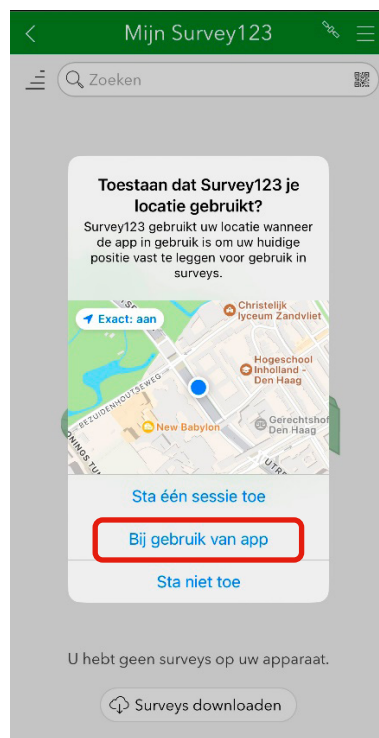 Mijn Survey123
Zoeken
Toestaan dat Survey123 je
locatie gebruikt?
Survey123 gebruikt uw locatie wanneer
de app in gebruik is om uw huidige
positie vast te leggen voor gebruik in
surveys.
Exact: aan
Christelijk
lyceum Zandvliet
Hogeschool
Inholland -
Den Haag
BEZUIDENHOUTSEWEG
New Babylon
Gerechtshof
Den Haag
Sta één sessie toe
Bij gebruik van app
Sta niet toe
U hebt geen surveys op uw apparaat.
Surveys downloaden